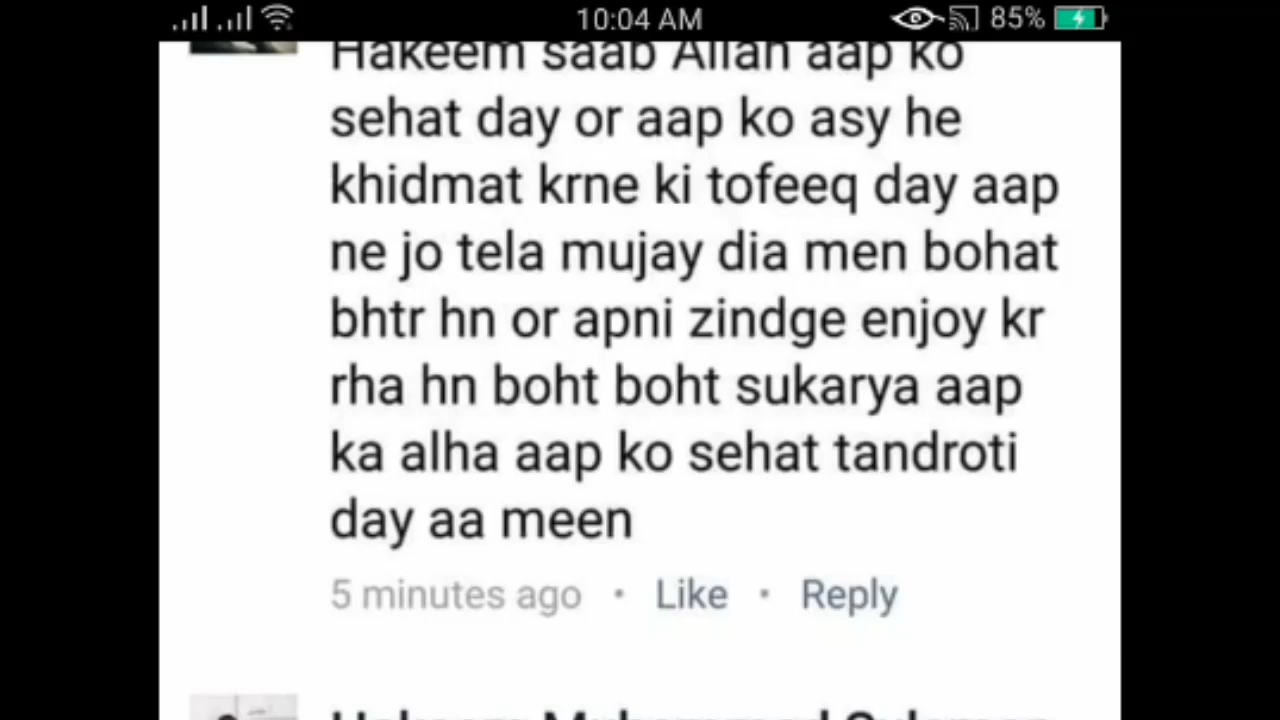 10:04 AM 85%
Hakeem saab Allah aap ko
sehat day or aap ko asy he
khidmat krne ki tofeeq day aap
ne jo tela mujay dia men bohat
bhtr hn or apni zindge enjoy kr
rha hn boht boht sukarya aap
ka alha aap ko sehat tandroti
day aa meen
5 minutes ago • Like • Reply